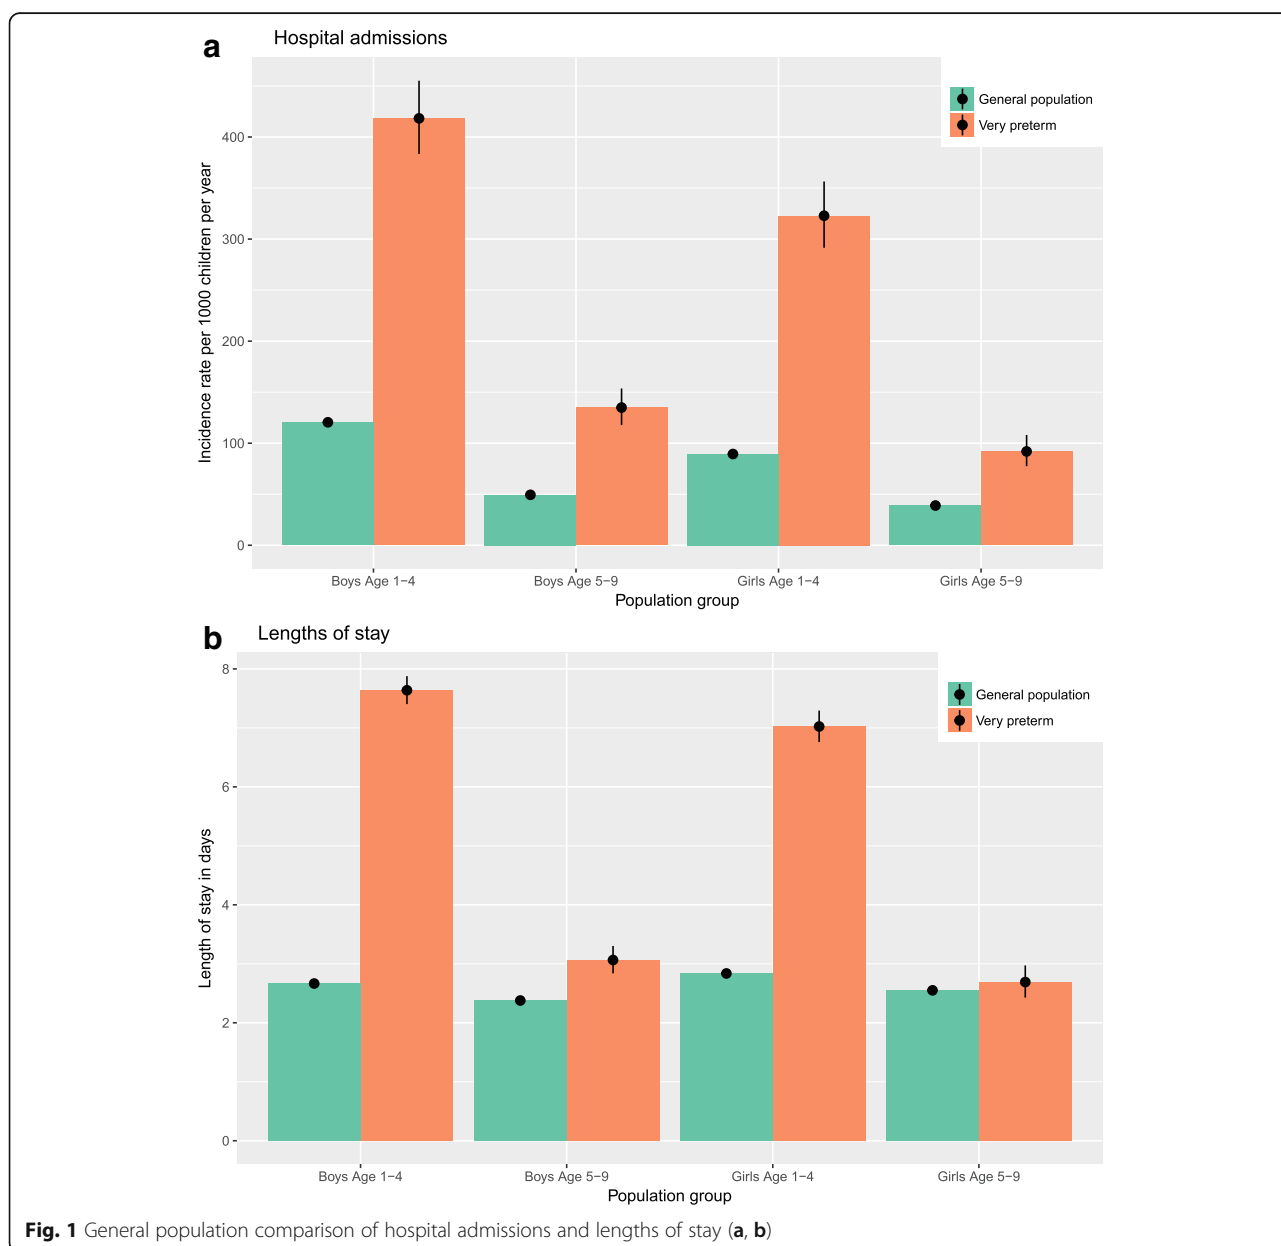 a
Hospital admissions
General population
Very preterm
400
300
200
100
0
Incidence rate per 1000 children per year
Boys Age 1−4
Boys Age 5−9
Girls Age 1−4
Girls Age 5−9
Population group
b
Lengths of stay
General population
Very preterm
8
6
4
2
0
Length of stay in days
Boys Age 1−4
Boys Age 5−9
Girls Age 1−4
Girls Age 5−9
Population group
Fig. 1 General population comparison of hospital admissions and lengths of stay (a, b)